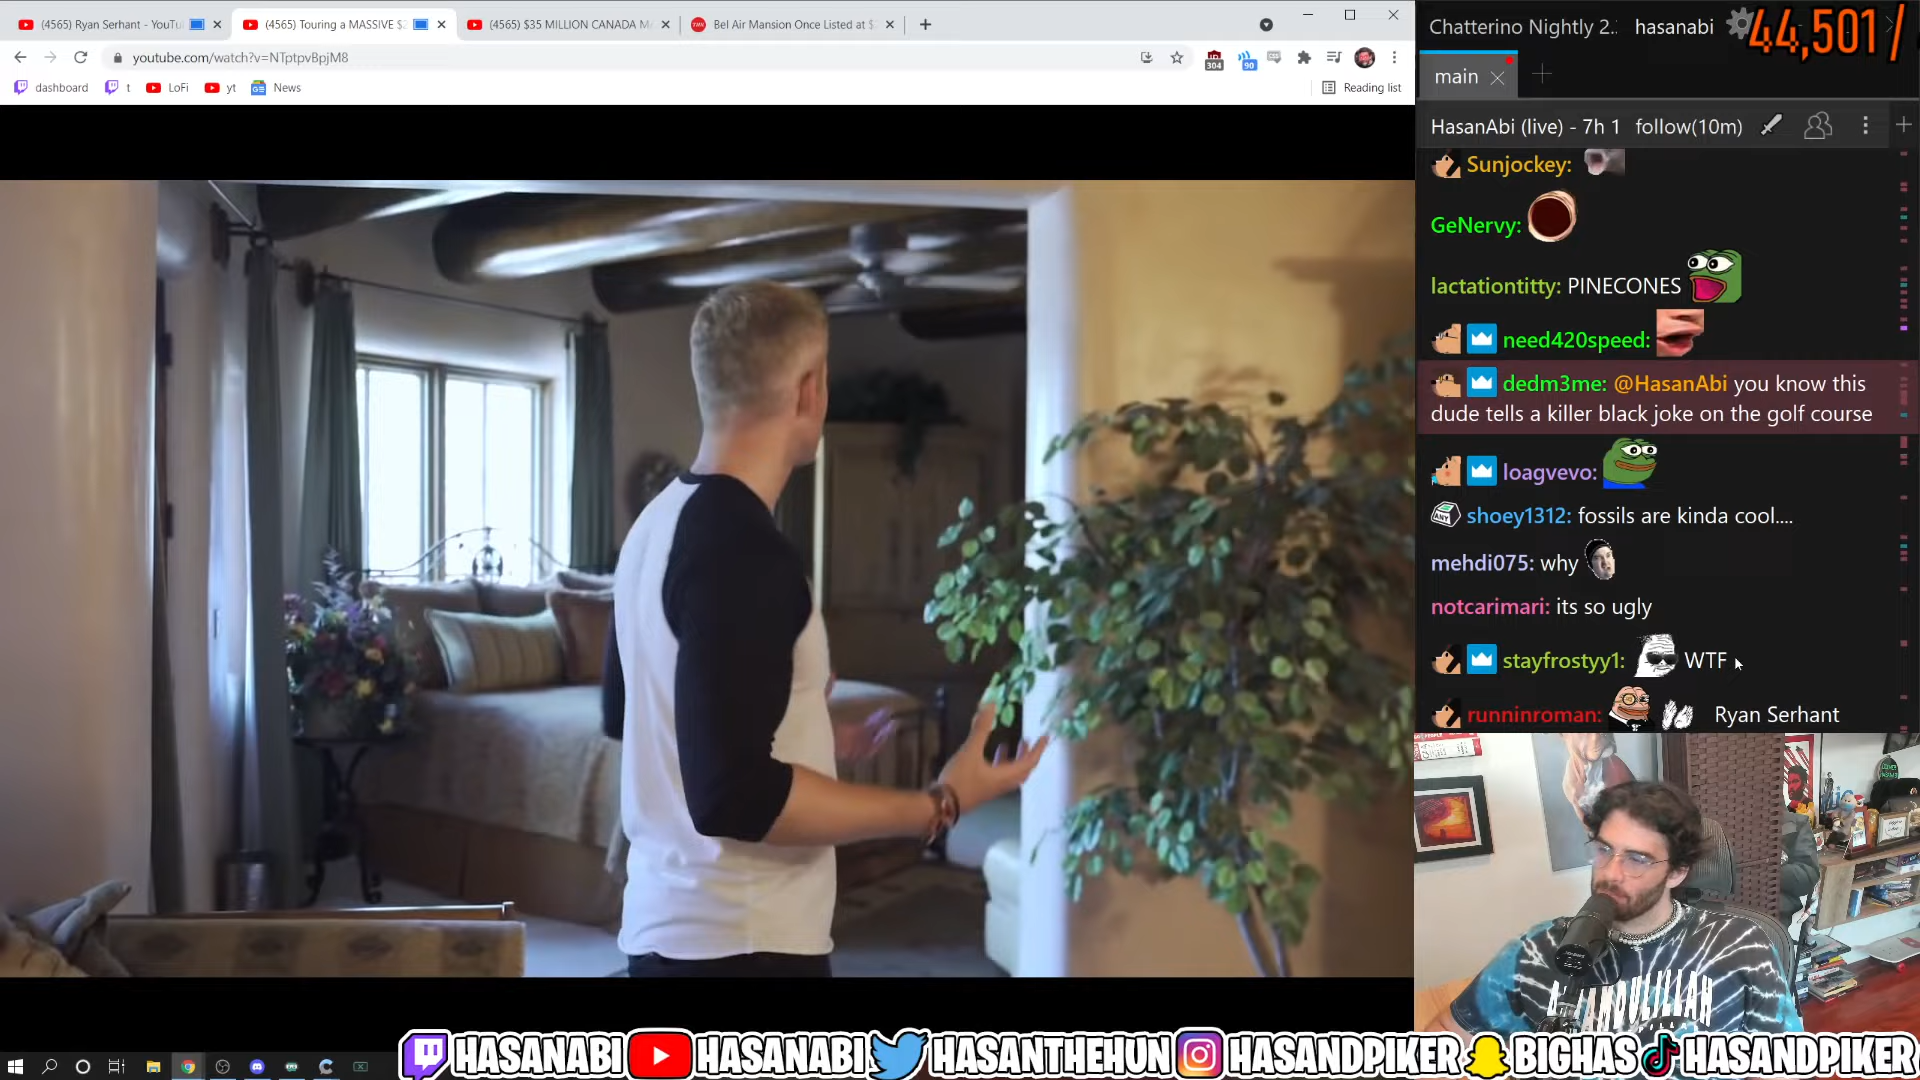 (4565) Ryan Serhant - YouTu
(4565) Touring a MASSIVE $
(4565) $35 MILLION CANADA M
Bel Air Mansion Once Listed at $
youtube.com/watch?v=NTptpvBpjM8
304
90
dashboard
t
LoFi
yt
News
Reading list
Chatterino Nightly 2.
hasanabi
44,501 /
main
HasanAbi (live) - 7h 1
follow(10m)
Sunjockey:
GeNervy:
lactationtitty: PINECONES
need420speed:
dedm3me: @HasanAbi you know this
dude tells a killer black joke on the golf course
loagvevo:
shoey1312: fossils are kinda cool....
mehdi075: why
notcarimari: its so ugly
stayfrostyy1: WTF
runninroman: Ryan Serhant
HASANABI
HASANABI
HASANTHEHUN
HASANDPIKER
BIGHAS
HASANDPIKER